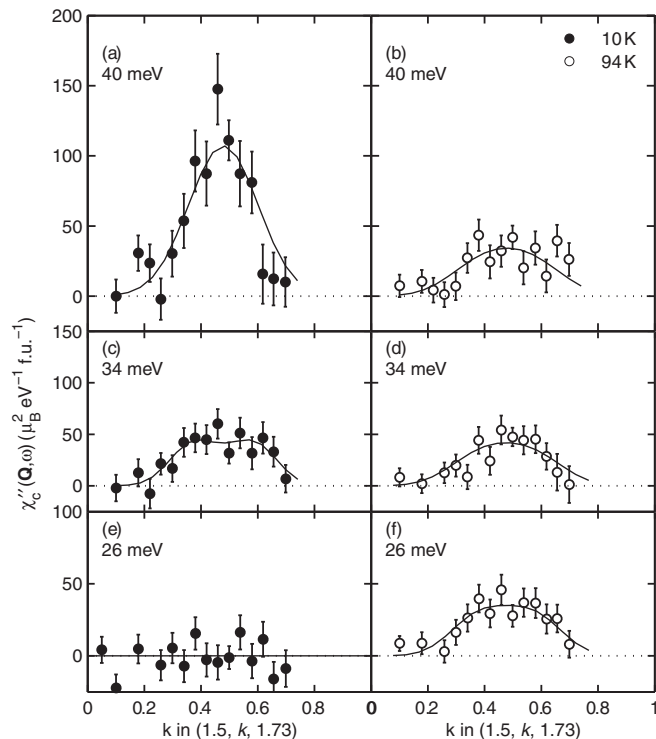 200
150
100
50
0
150
100
50
0
100
50
0
(a)
40 meV
(b)
40 meV
10 K
94 K
(c)
34 meV
(d)
34 meV
(e)
26 meV
(f)
26 meV
χ″c(Q,ω) (μ²B eV⁻¹ f.u.⁻¹)
0 0.2 0.4 0.6 0.8 0 0.2 0.4 0.6 0.8 1
k in (1.5, k, 1.73) k in (1.5, k, 1.73)